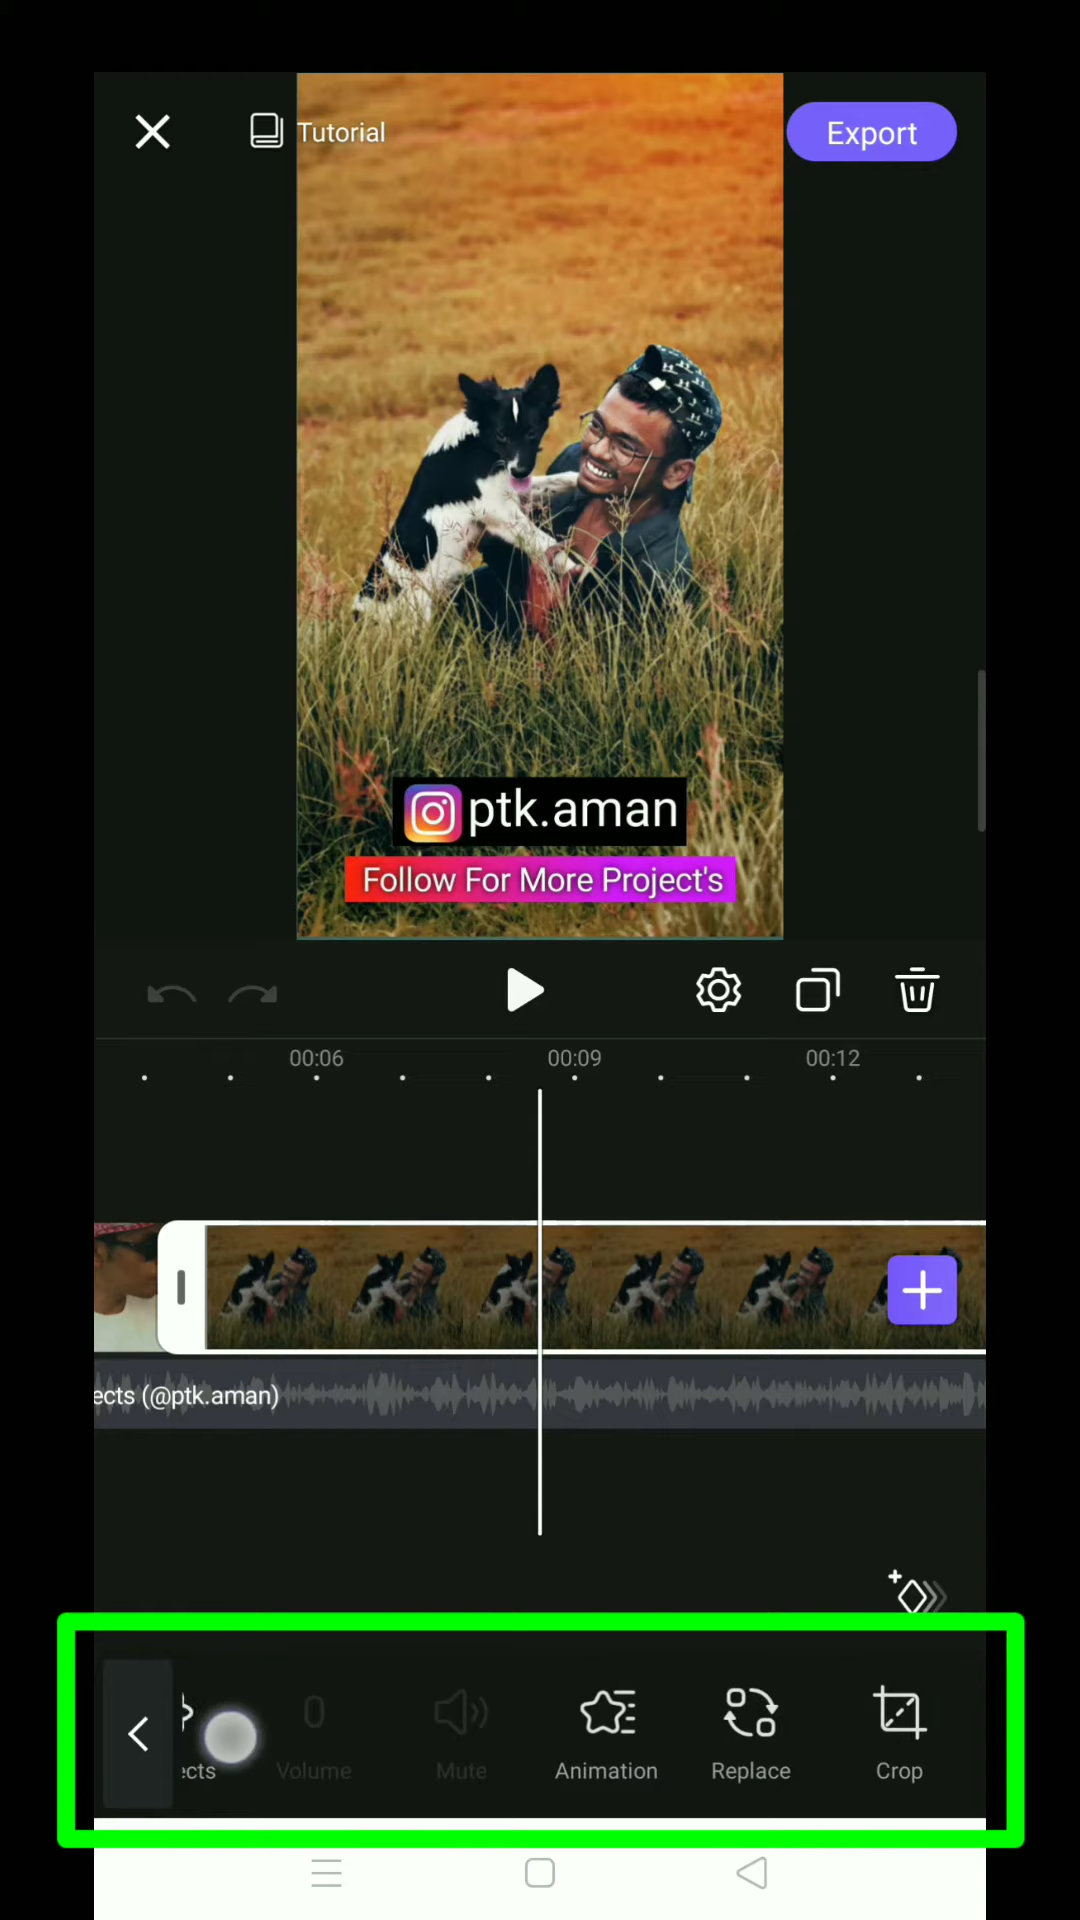 Tutorial
Export
ptk.aman
Follow For More Project's
00:06
00:09
00:12
ects (@ptk.aman)
ects
0
Volume
Mute
Animation
Replace
Crop